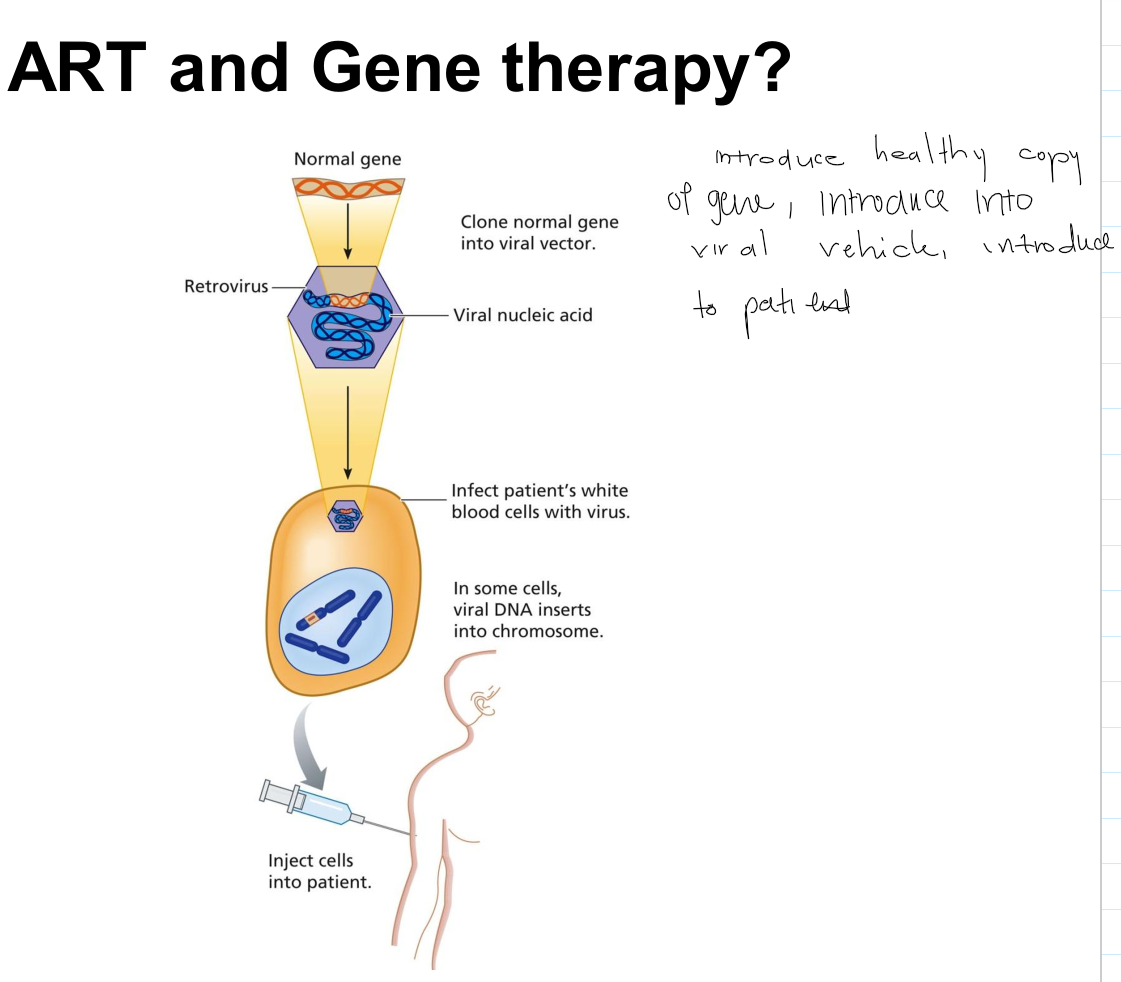 ART and Gene therapy?
Normal gene
Clone normal gene
into viral vector.
Retrovirus
Viral nucleic acid
Infect patient's white
blood cells with virus.
In some cells,
viral DNA inserts
into chromosome.
Inject cells
into patient.
introduce healthy copy
of gene, introduce into
viral vehicle, introduce
to patient